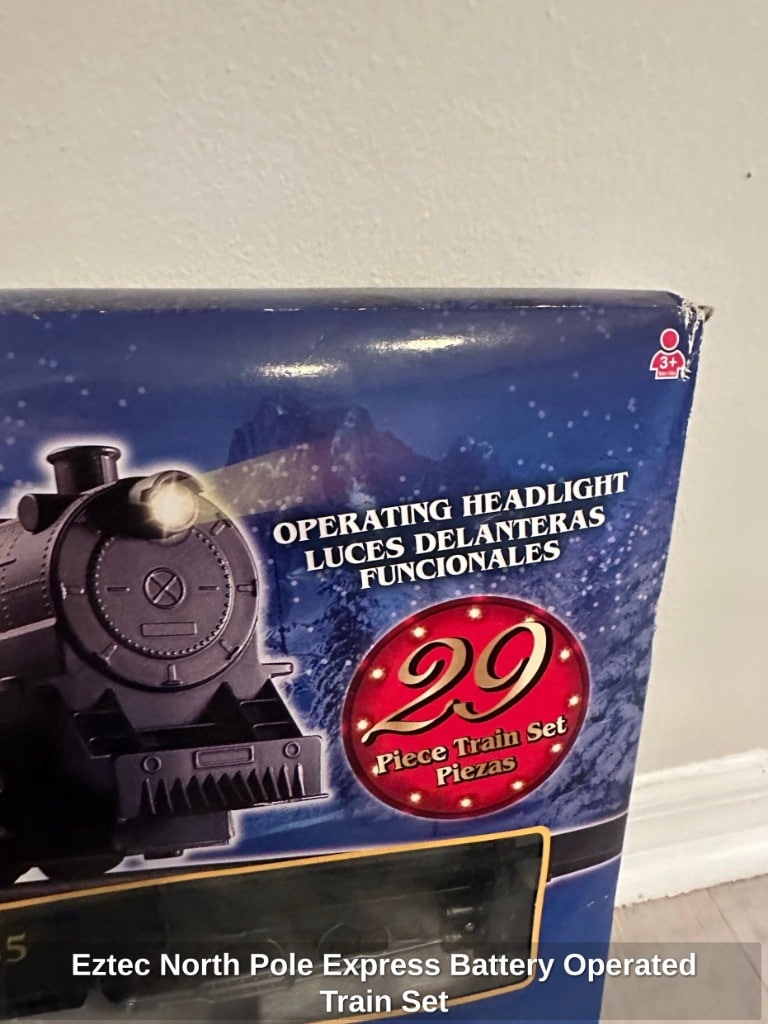 3+
OPERATING HEADLIGHT
LUCES DELANTERAS
FUNCIONALES
29
Piece Train Set
Piezas
5
Eztec North Pole Express Battery Operated
Train Set